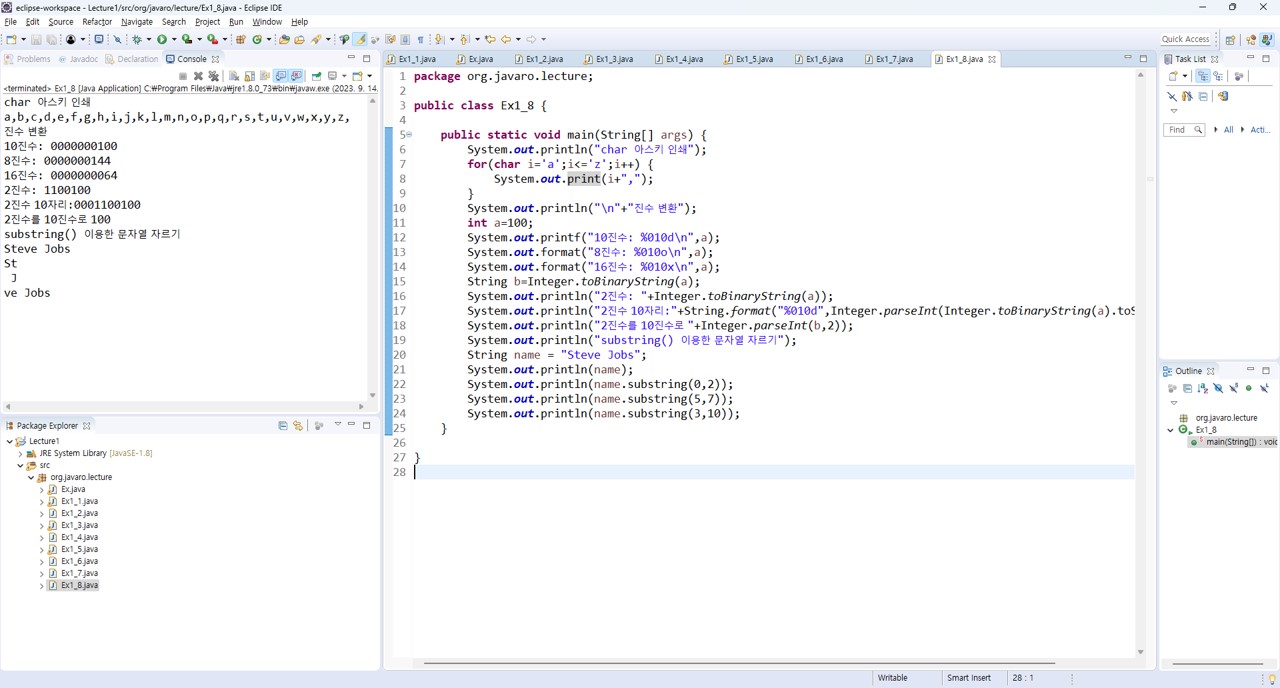 eclipse-workspace - Lecture1/src/org/javaro/lecture/Ex1_8.java - Eclipse IDE
File Edit Source Refactor Navigate Search Project Run Window Help
Quick Access
Problems Javadoc Declaration Console
<terminated> Ex1_8 [Java Application] C:₩Program Files₩Java₩jre1.8.0_73₩bin₩javaw.exe (2023. 9. 14.
char 아스키 인쇄
a,b,c,d,e,f,g,h,i,j,k,l,m,n,o,p,q,r,s,t,u,v,w,x,y,z,
진수 변환
10진수: 0000000100
8진수: 0000000144
16진수: 0000000064
2진수: 1100100
2진수 10자리:0001100100
2진수를 10진수로 100
substring() 이용한 문자열 자르기
Steve Jobs
St
J
ve Jobs
Package Explorer
Lecture1
JRE System Library [JavaSE-1.8]
src
org.javaro.lecture
Ex.java
Ex1_1.java
Ex1_2.java
Ex1_3.java
Ex1_4.java
Ex1_5.java
Ex1_6.java
Ex1_7.java
Ex1_8.java
Ex1_1.java Ex.java Ex1_2.java Ex1_3.java Ex1_4.java Ex1_5.java Ex1_6.java Ex1_7.java Ex1_8.java
1 package org.javaro.lecture;
2
3 public class Ex1_8 {
4
5 public static void main(String[] args) {
6 System.out.println("char 아스키 인쇄");
7 for(char i='a';i<='z';i++) {
8 System.out.print(i+",");
9 }
10 System.out.println("\n"+"진수 변환");
11 int a=100;
12 System.out.printf("10진수: %010d\n",a);
13 System.out.format("8진수: %010o\n",a);
14 System.out.format("16진수: %010x\n",a);
15 String b=Integer.toBinaryString(a);
16 System.out.println("2진수: "+Integer.toBinaryString(a));
17 System.out.println("2진수 10자리:"+String.format("%010d",Integer.parseInt(Integer.toBinaryString(a).toS
18 System.out.println("2진수를 10진수로 "+Integer.parseInt(b,2));
19 System.out.println("substring() 이용한 문자열 자르기");
20 String name = "Steve Jobs";
21 System.out.println(name);
22 System.out.println(name.substring(0,2));
23 System.out.println(name.substring(5,7));
24 System.out.println(name.substring(3,10));
25 }
26
27 }
28
Task List
Find All Acti...
Outline
org.javaro.lecture
Ex1_8
main(String[]) : voic
Writable Smart Insert 28 : 1